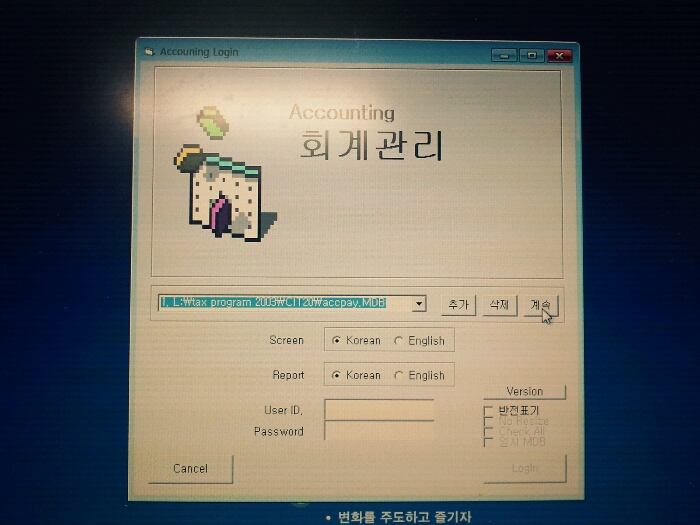 Accouning Login
Accounting
회계관리
1, L:₩tax program 2003₩CIT20₩accpay.MDB
추가
삭제
계속
Screen
Korean
English
Report
Korean
English
Version
User ID,
반전표기
No Resize
Password
Check All
임시 MDB
Cancel
Login
• 변화를 주도하고 즐기자